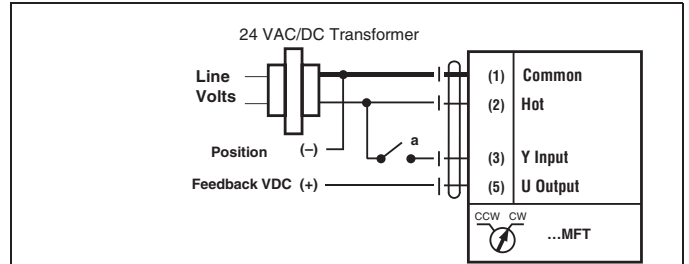 24 VAC/DC Transformer
Line
Volts
(1) Common
(2) Hot
a
Position (–)
(3) Y Input
Feedback VDC (+)
(5) U Output
CCW CW
...MFT